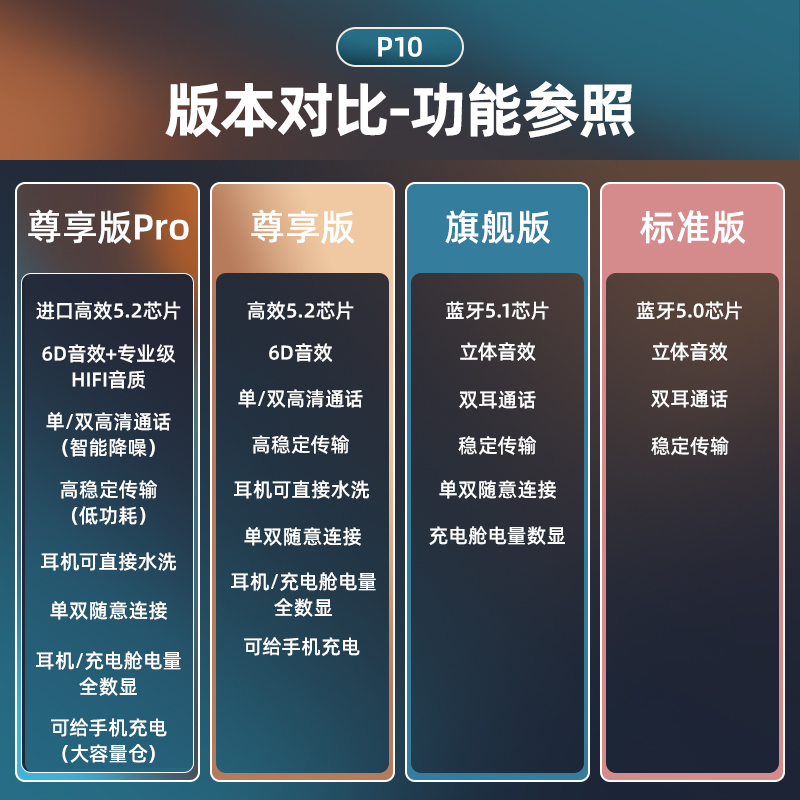 P10
版本对比-功能参照
尊享版Pro
进口高效5.2芯片
6D音效+专业级
HIFI音质
单/双高清通话
（智能降噪）
高稳定传输
（低功耗）
耳机可直接水洗
单双随意连接
耳机/充电舱电量
全数显
可给手机充电
（大容量仓）
尊享版
高效5.2芯片
6D音效
单/双高清通话
高稳定传输
耳机可直接水洗
单双随意连接
耳机/充电舱电量
全数显
可给手机充电
旗舰版
蓝牙5.1芯片
立体音效
双耳通话
稳定传输
单双随意连接
充电舱电量数显
标准版
蓝牙5.0芯片
立体音效
双耳通话
稳定传输